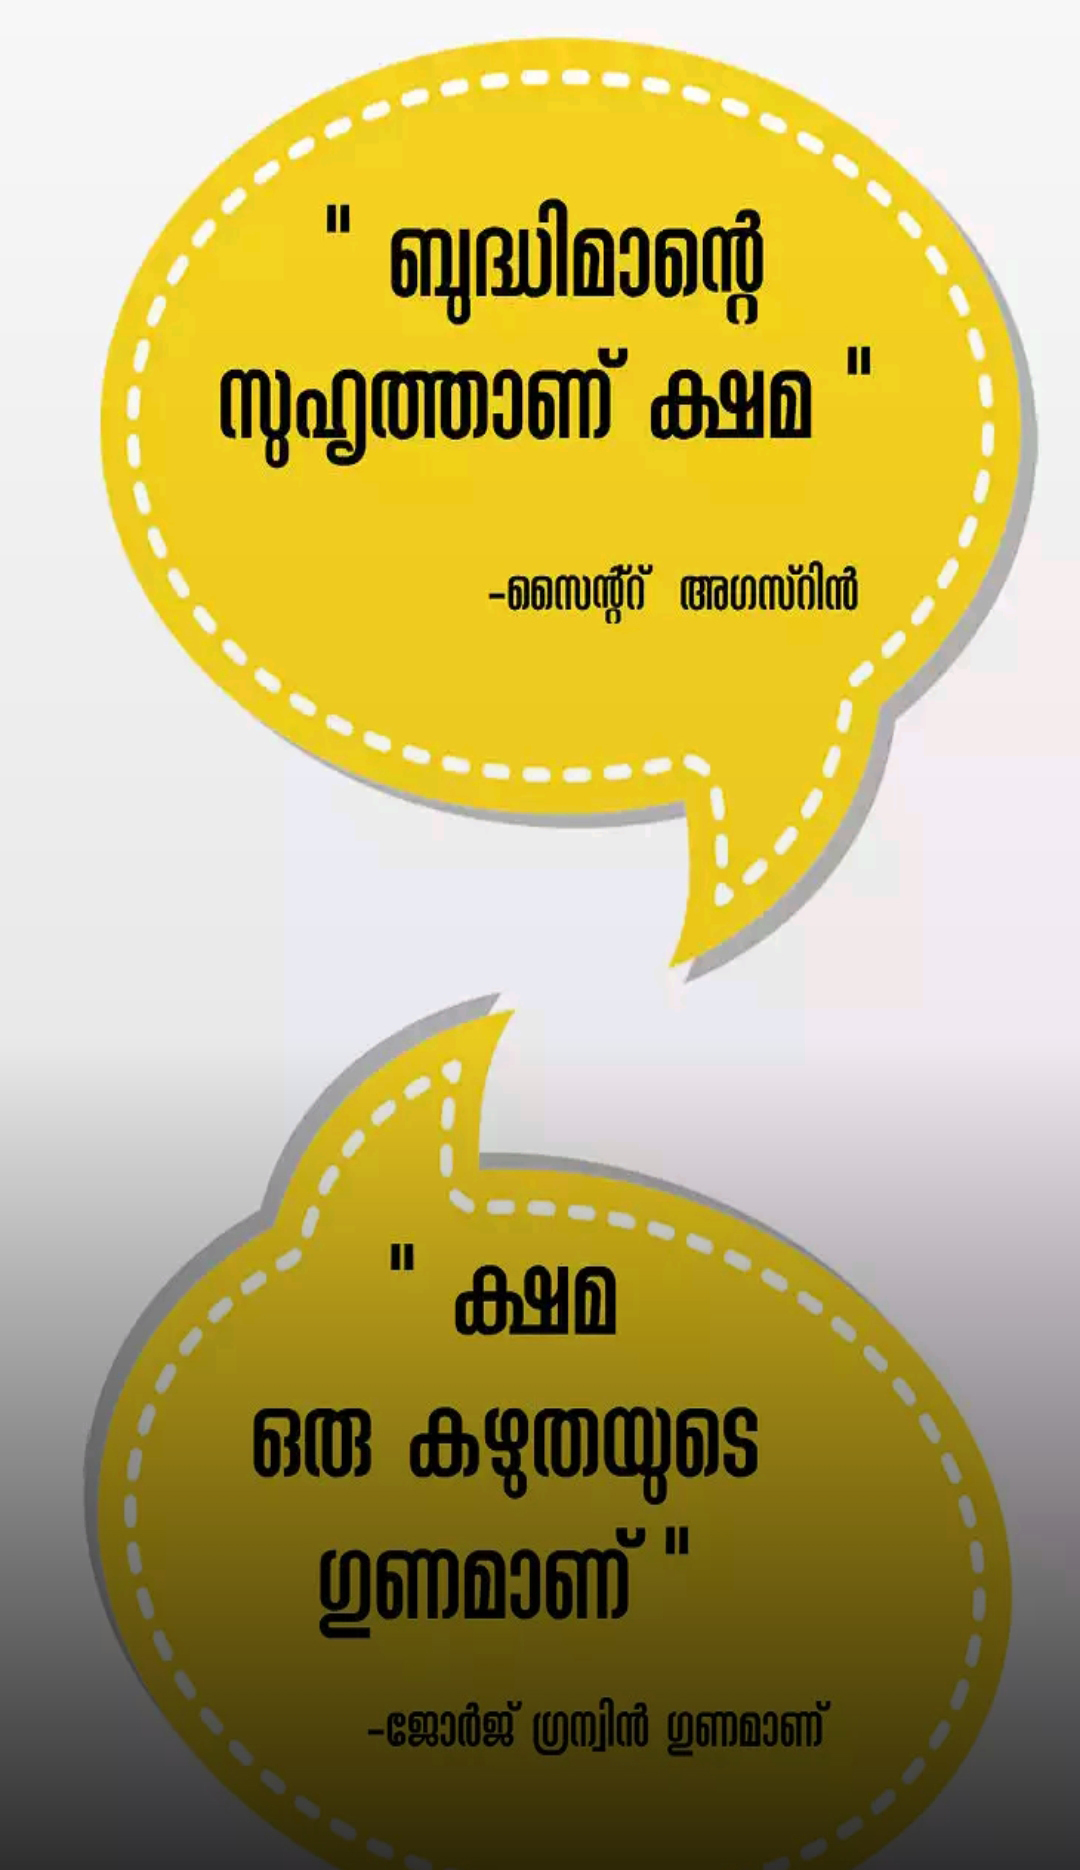 " ബുദ്ധിമാന്റെ
സുഹൃത്താണ് ക്ഷമ "
-സൈന്റ്റ് അഗസ്റിൻ
" ക്ഷമ
ഒരു കഴുതയുടെ
ഗുണമാണ് "
-ജോർജ് ഗ്രന്വിൻ ഗുണമാണ്